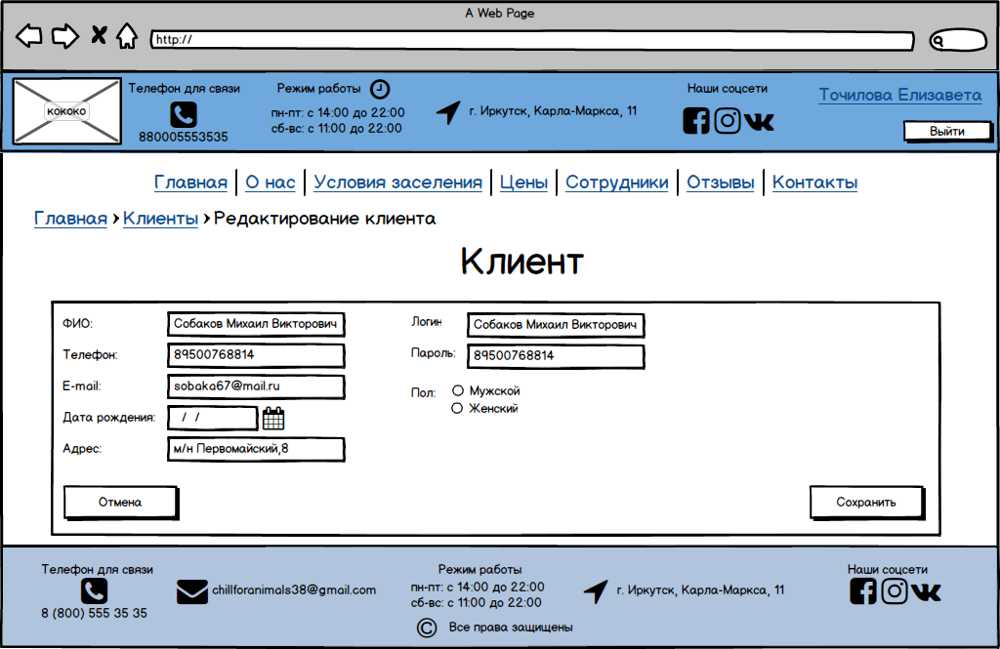 A Web Page
http://
кококо
Телефон для связи
880005553535
Режим работы
пн-пт: с 14:00 до 22:00
сб-вс: с 11:00 до 22:00
г. Иркутск, Карла-Маркса, 11
Наши соцсети
Точилова Елизавета
Выйти
Главная О нас Условия заселения Цены Сотрудники Отзывы Контакты
Главная > Клиенты > Редактирование клиента
Клиент
ФИО: Собаков Михаил Викторович
Телефон: 89500768814
E-mail: sobaka67@mail.ru
Дата рождения: / /
Адрес: м/н Первомайский,8
Логин Собаков Михаил Викторович
Пароль: 89500768814
Пол: Мужской
Женский
Отмена
Сохранить
Телефон для связи
8 (800) 555 35 35
chillforanimals38@gmail.com
Режим работы
пн-пт: с 14:00 до 22:00
сб-вс: с 11:00 до 22:00
г. Иркутск, Карла-Маркса, 11
Наши соцсети
© Все права защищены